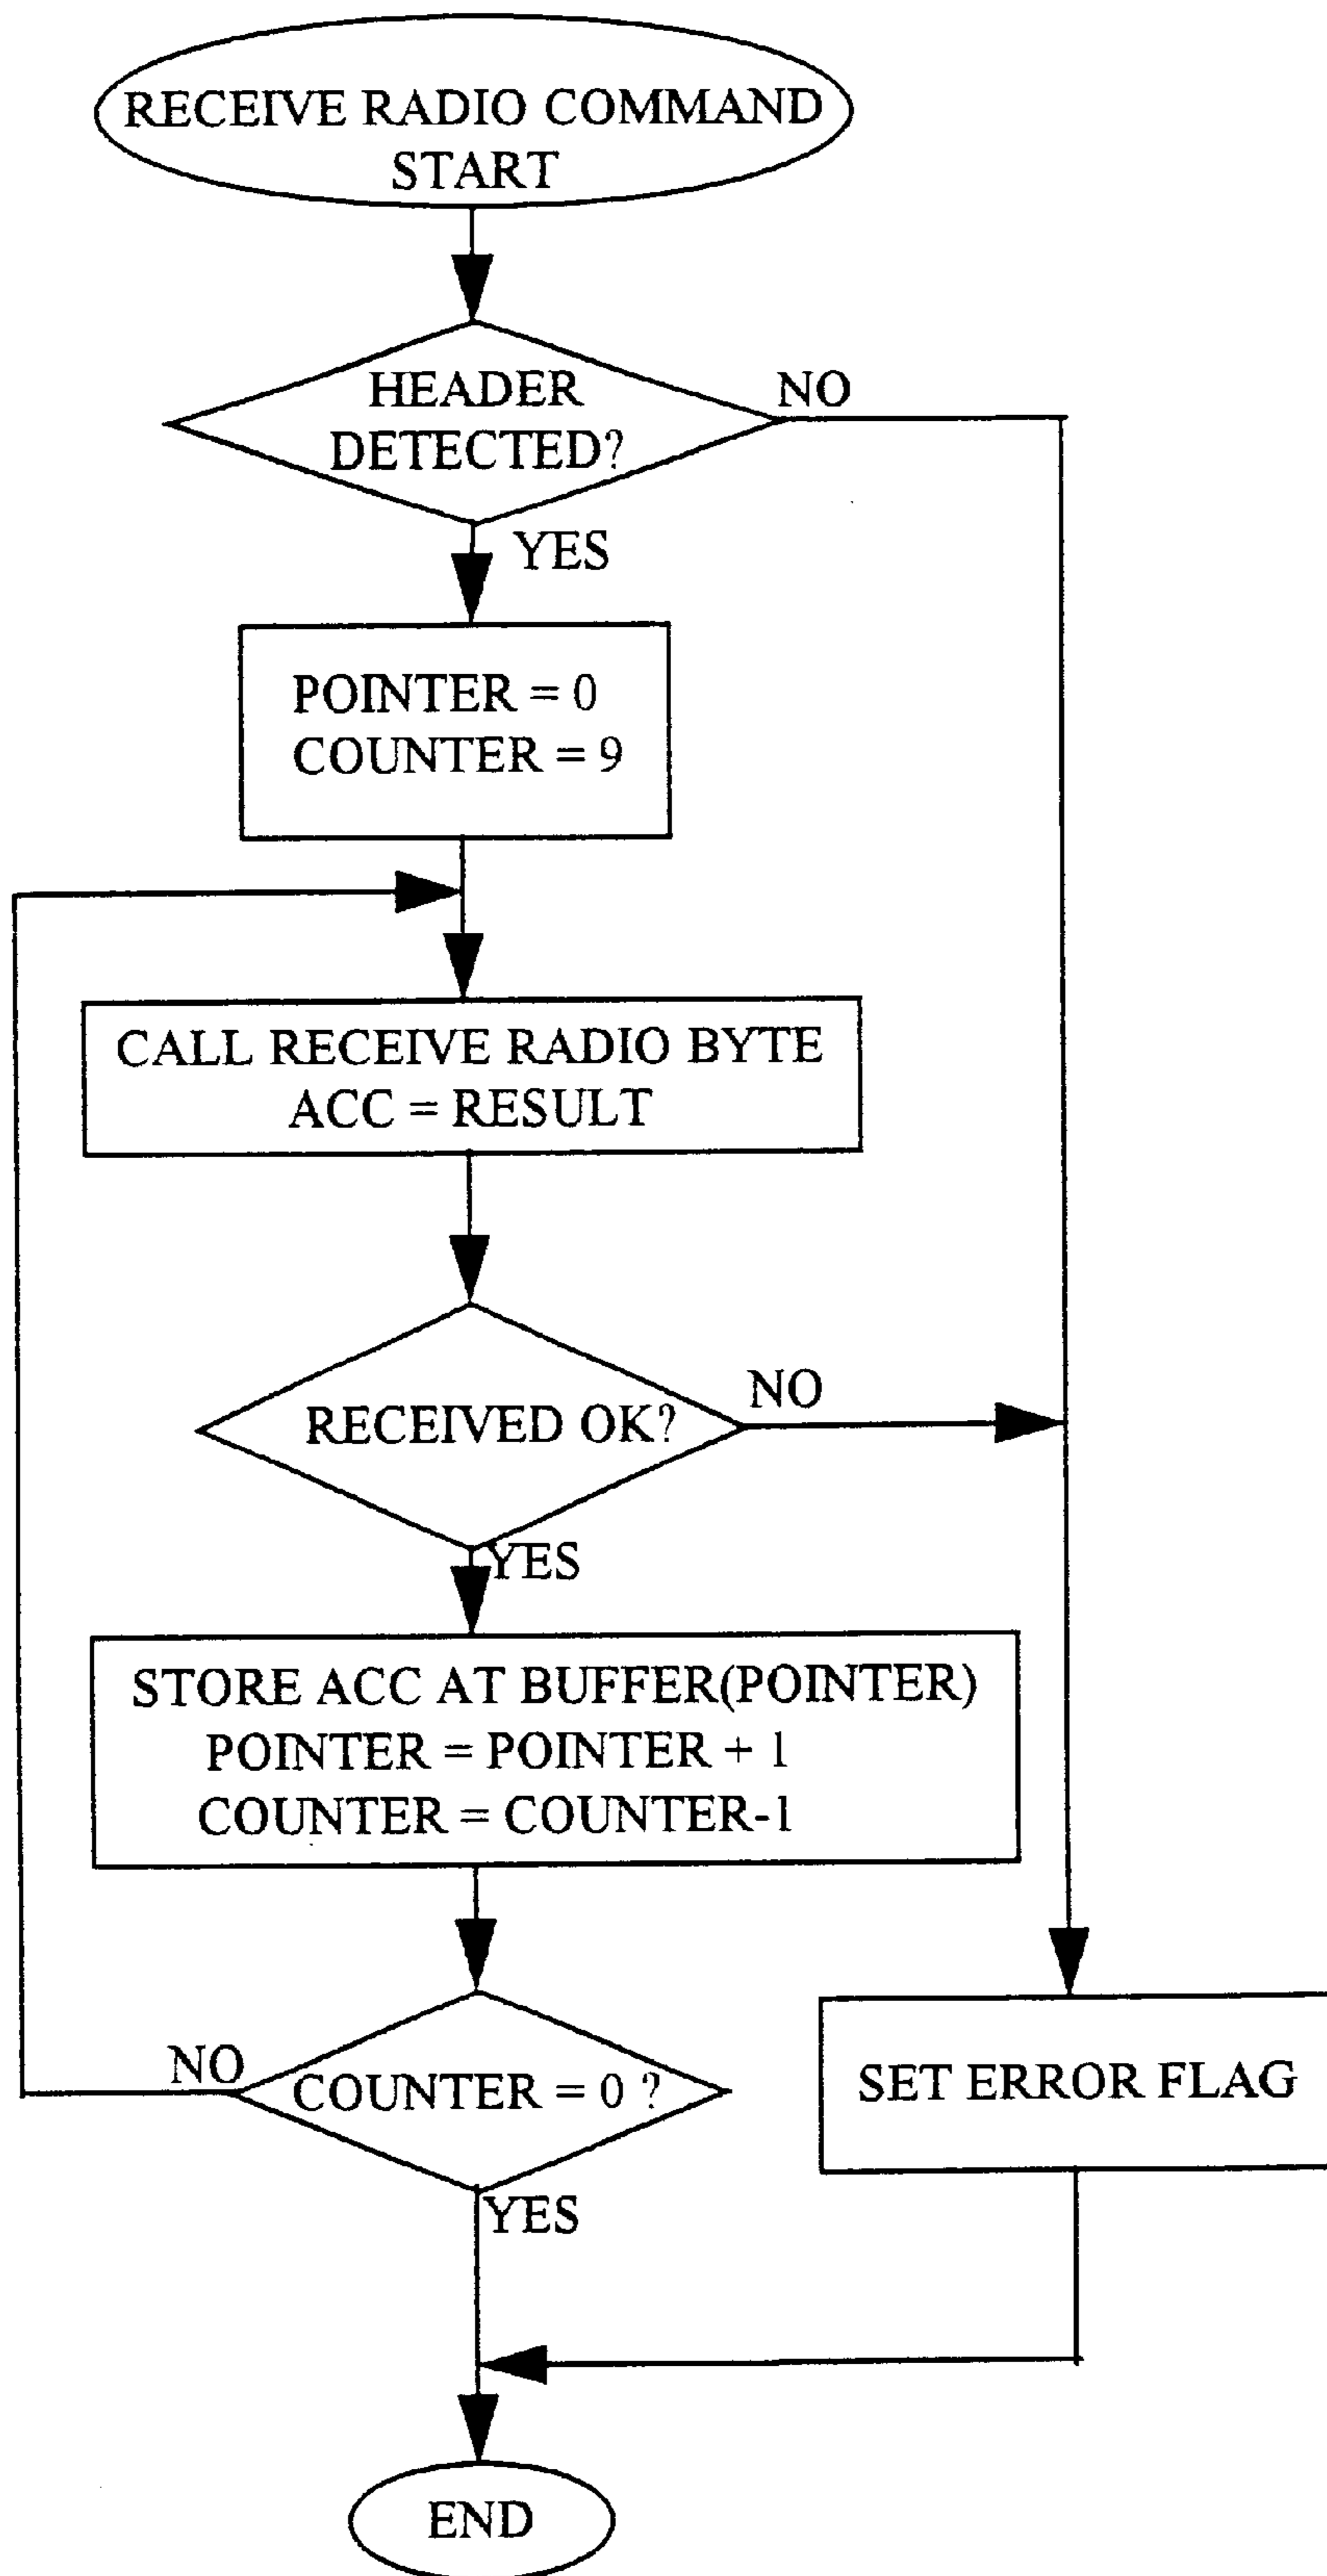 RECEIVE RADIO COMMAND
START
HEADER
DETECTED?
NO
YES
POINTER = 0
COUNTER = 9
CALL RECEIVE RADIO BYTE
ACC = RESULT
RECEIVED OK?
NO
YES
STORE ACC AT BUFFER(POINTER)
POINTER = POINTER + 1
COUNTER = COUNTER-1
NO
COUNTER = 0 ?
YES
SET ERROR FLAG
END